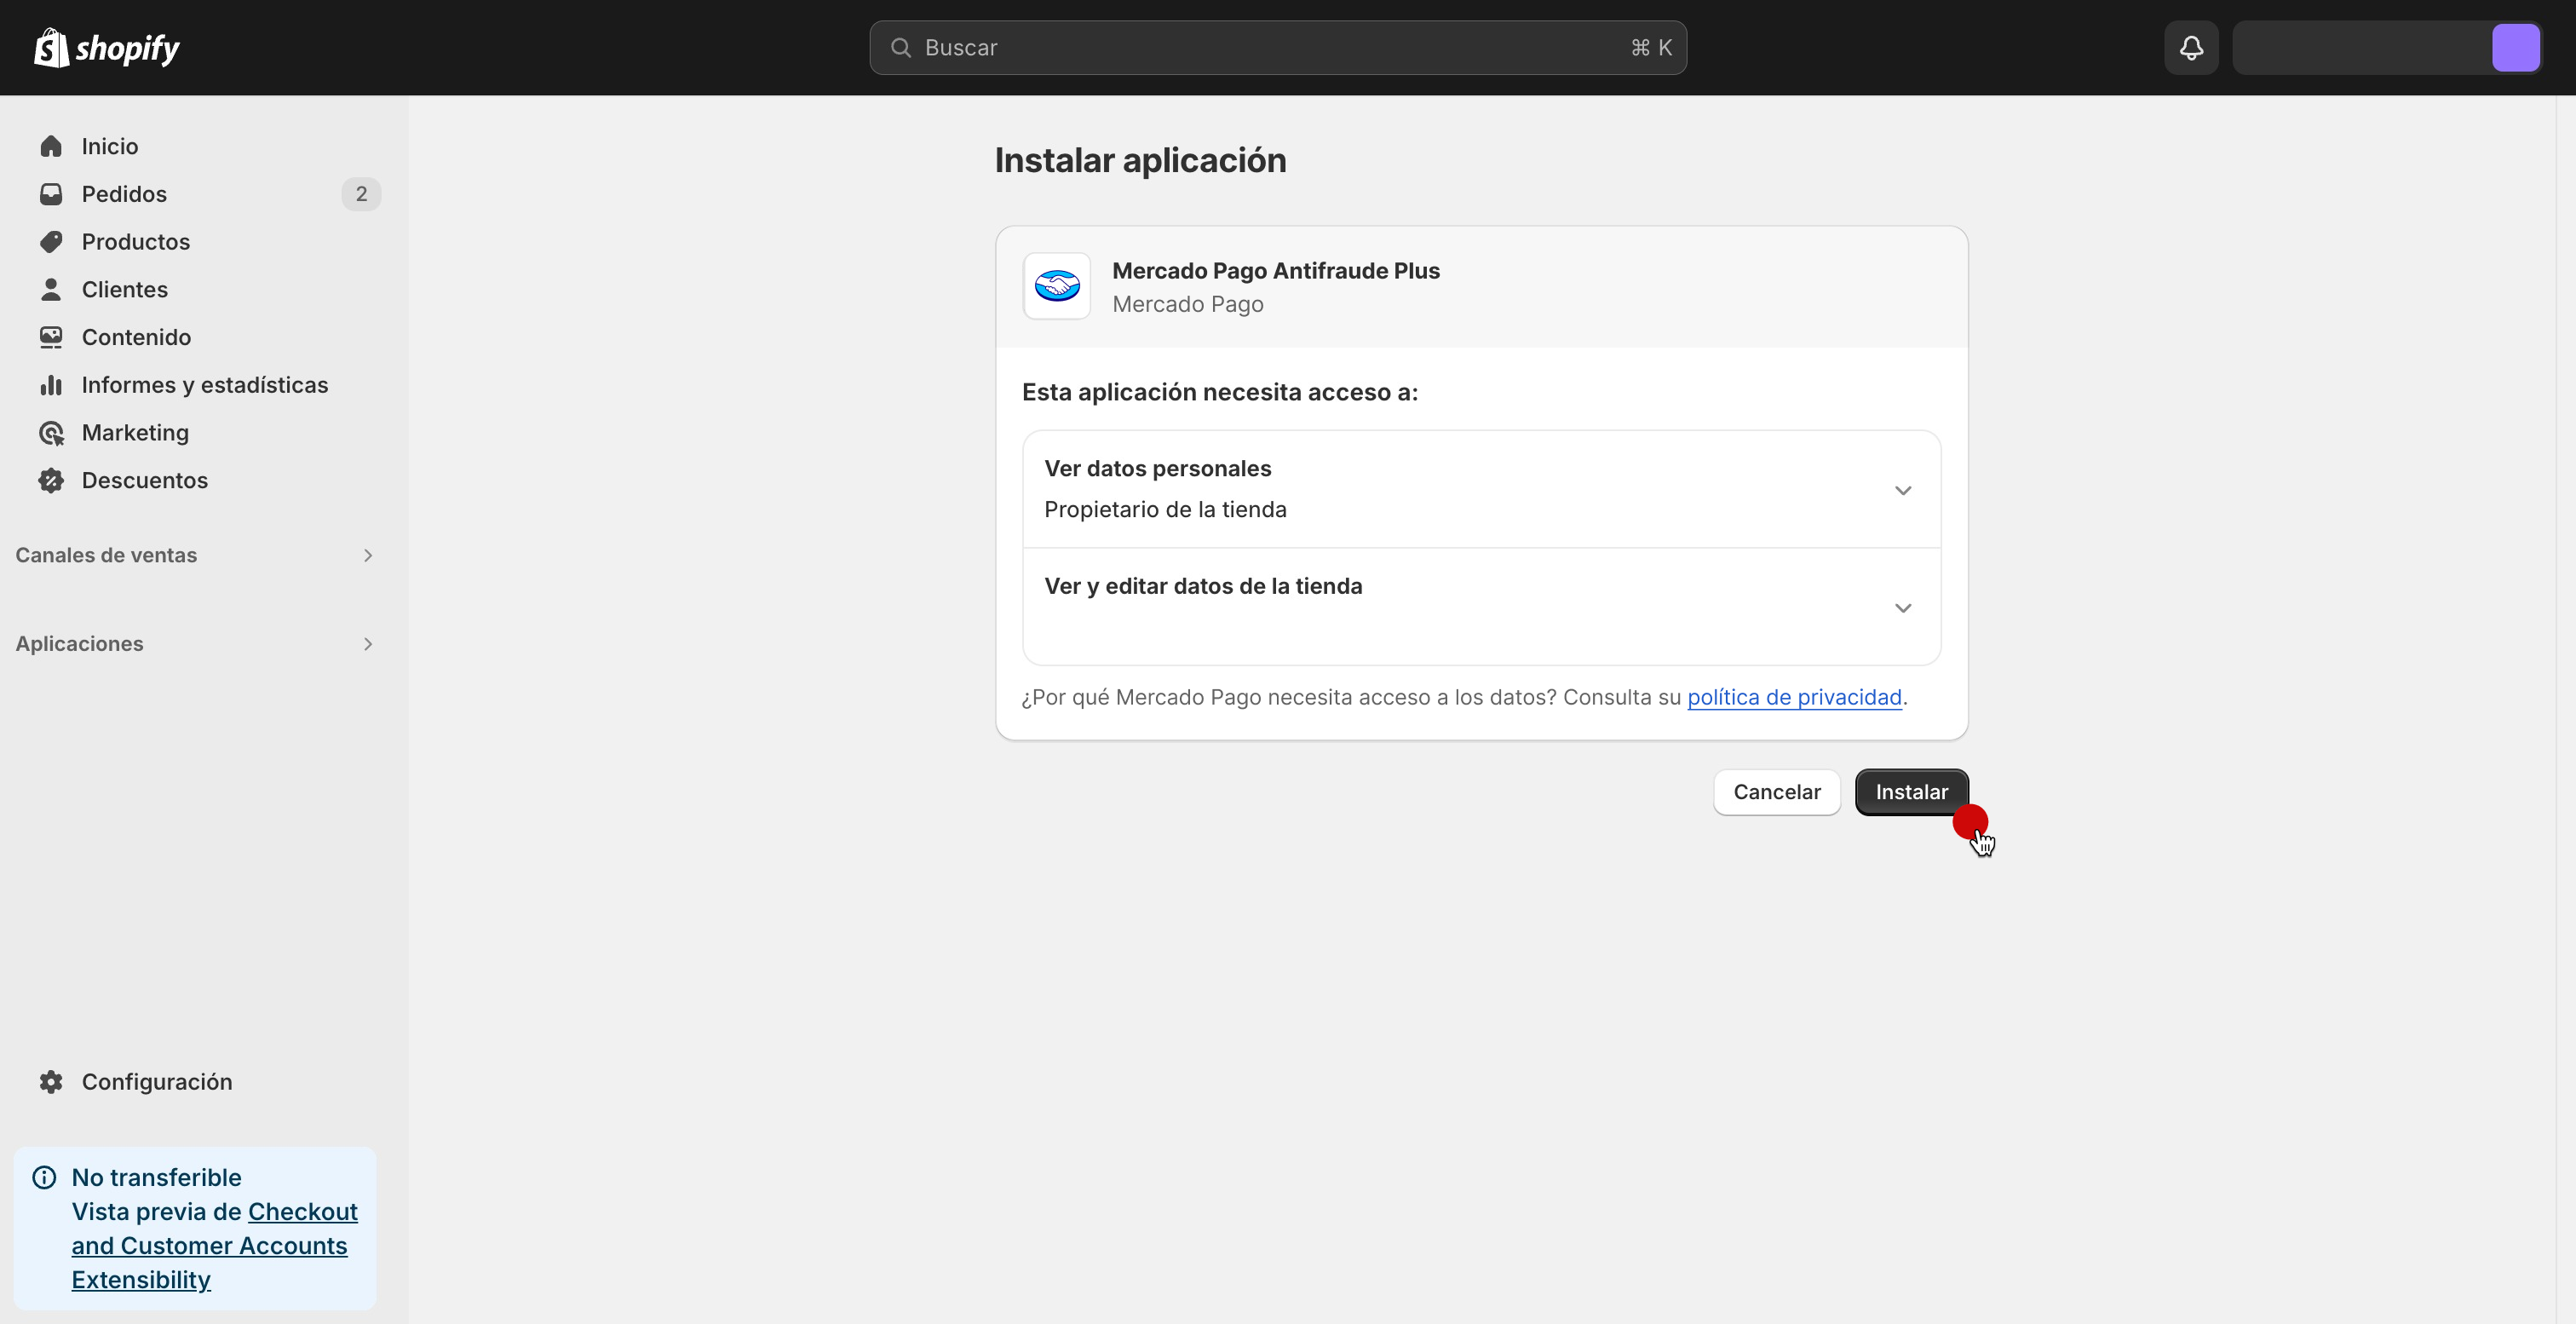 shopify
Buscar
⌘ K
Inicio
Pedidos
2
Productos
Clientes
Contenido
Informes y estadísticas
Marketing
Descuentos
Canales de ventas
Aplicaciones
Configuración
No transferible
Vista previa de Checkout
and Customer Accounts
Extensibility
Instalar aplicación
Mercado Pago Antifraude Plus
Mercado Pago
Esta aplicación necesita acceso a:
Ver datos personales
Propietario de la tienda
Ver y editar datos de la tienda
¿Por qué Mercado Pago necesita acceso a los datos? Consulta su política de privacidad.
Cancelar
Instalar